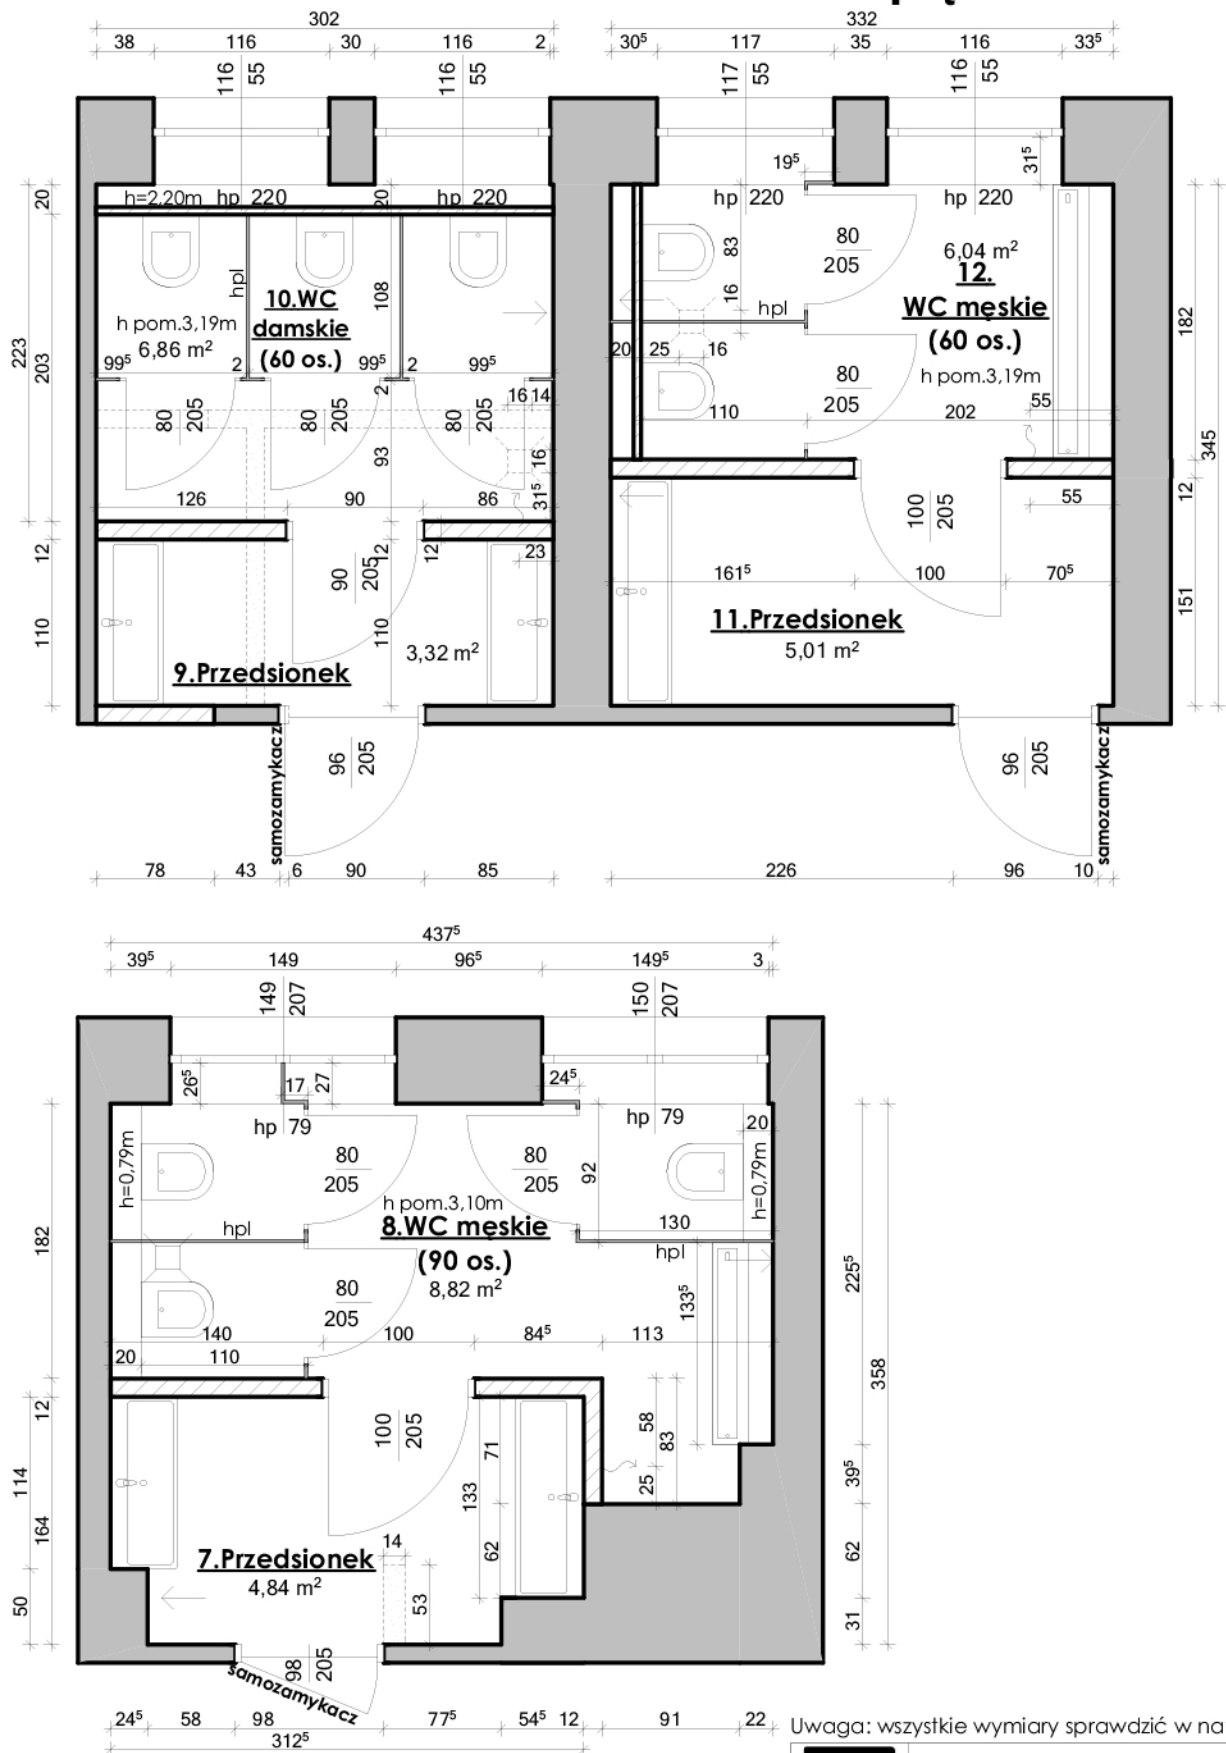 302
38 116 30 116 2
116 55 116 55
332
30⁵ 117 35 116 33⁵
117 55 116 55
h=2,20m hp 220 20 hp 220
20 223 203
hpl 108
10.WC
damskie
(60 os.)
h pom.3,19m
6,86 m²
99⁵ 2 99⁵ 2 99⁵
2 16 14
80 205 80 205 80 205
93 16 31⁵
126 90 86
12 12 12 23
90 205
110 110
3,32 m²
9.Przedsionek
96 205
samozamykacz
78 43 6 90 85
19⁵ 31⁵
hp 220 hp 220
83 16
80
205
6,04 m²
12.
WC męskie
(60 os.)
h pom.3,19m
hpl
20 25 16
80
205
110 202 55
182 345 12 151
100 205
55
161⁵ 100 70⁵
11.Przedsionek
5,01 m²
96 205
samozamykacz
226 96 10
437⁵
39⁵ 149 96⁵ 149⁵ 3
149 207 150 207
26⁵ 17 27 24⁵
hp 79 hp 79
h=0,79m 20 h=0,79m
80
205
80
205
92
h pom.3,10m
8.WC męskie
(90 os.)
8,82 m²
130
hpl hpl
80
205
133⁵
140 100 84⁵ 113
20 110
182 12 114 164 50
225⁵ 358 39⁵ 62 31
100 205
71 133 62
58 83 25
14 53
7.Przedsionek
4,84 m²
98 205
samozamykacz
24⁵ 58 98 77⁵ 54⁵ 12 91 22
312⁵
Uwaga: wszystkie wymiary sprawdzić w na